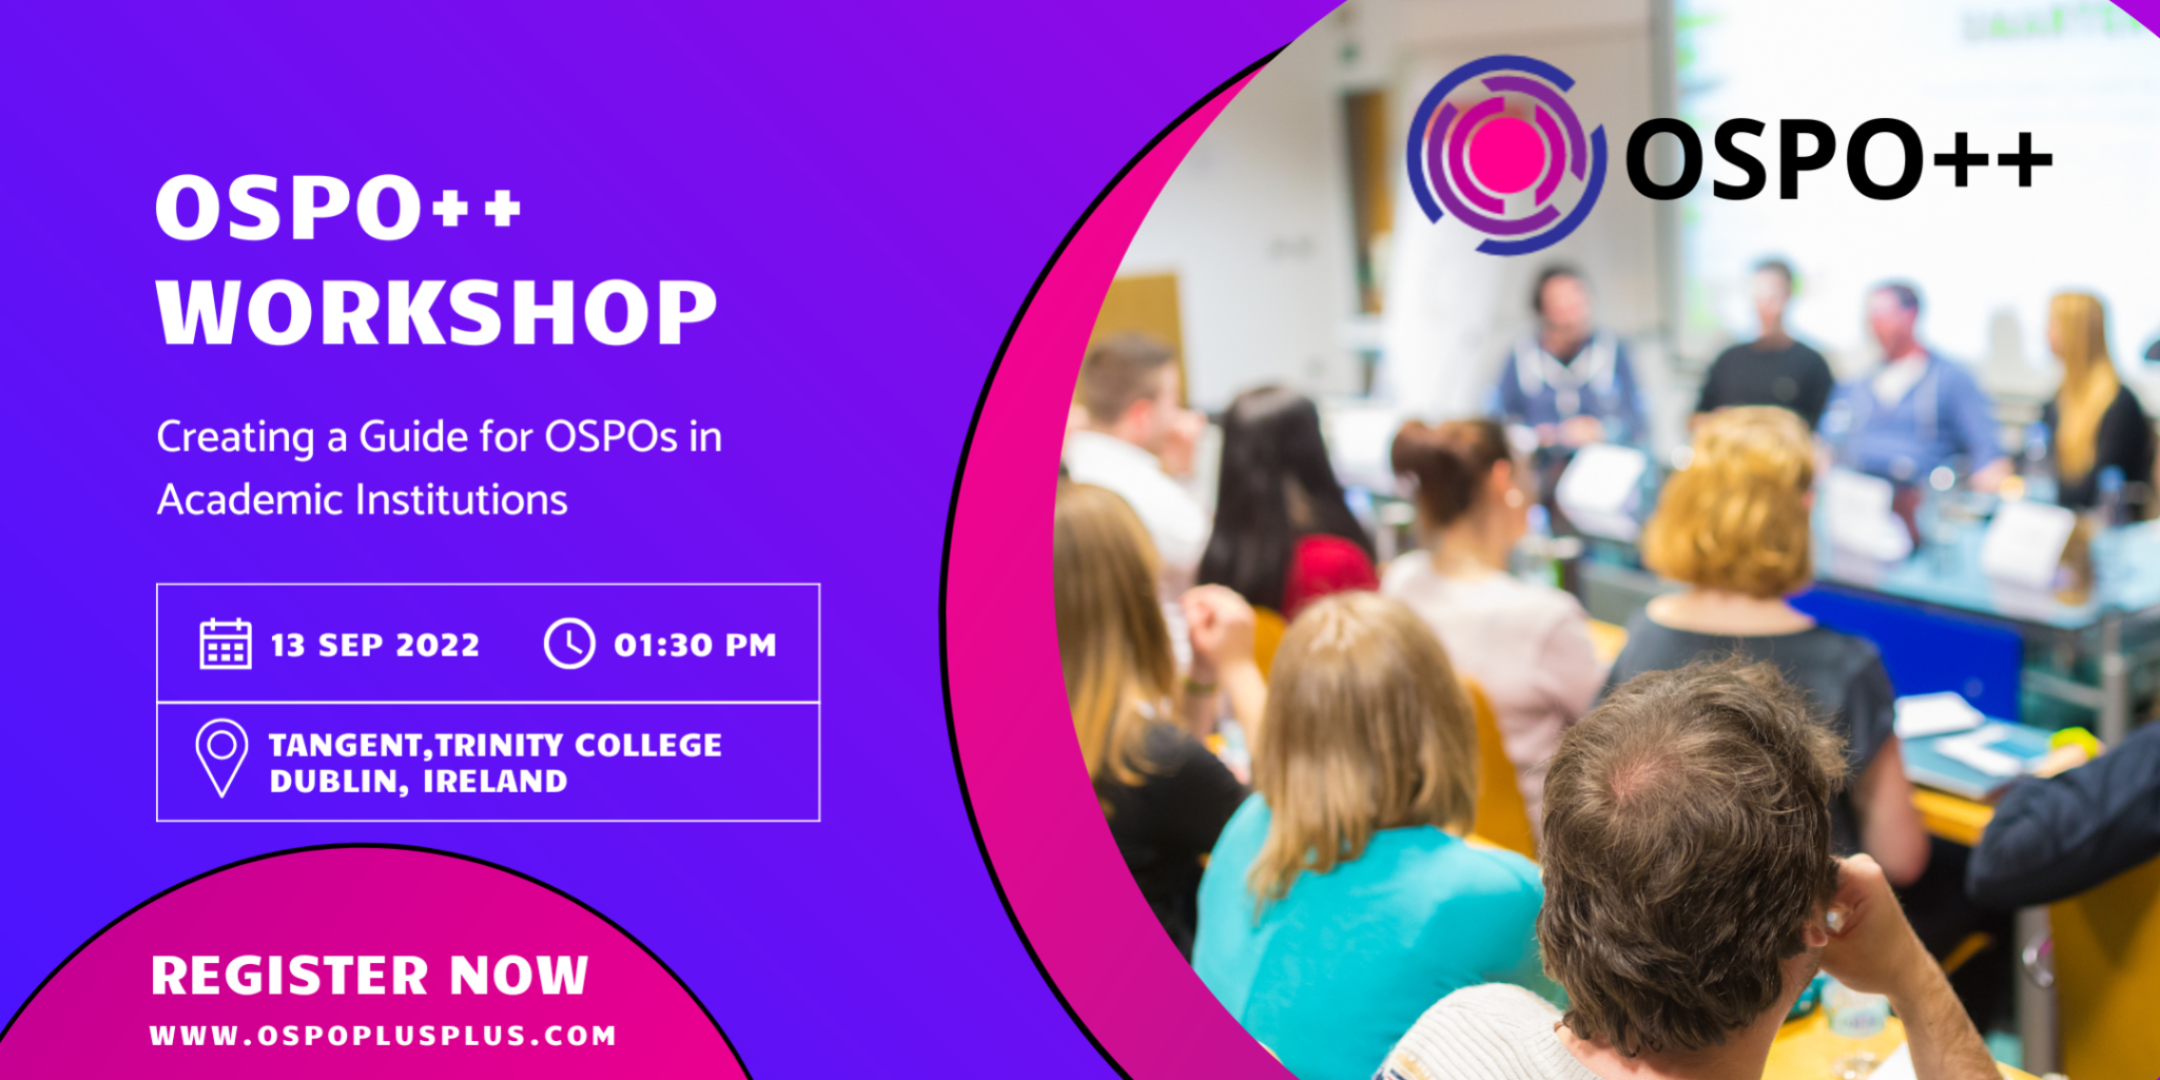 OSPO++
WORKSHOP
Creating a Guide for OSPOs in
Academic Institutions
13 SEP 2022
01:30 PM
TANGENT,TRINITY COLLEGE
DUBLIN, IRELAND
REGISTER NOW
WWW.OSPOPLUSPLUS.COM
OSPO++